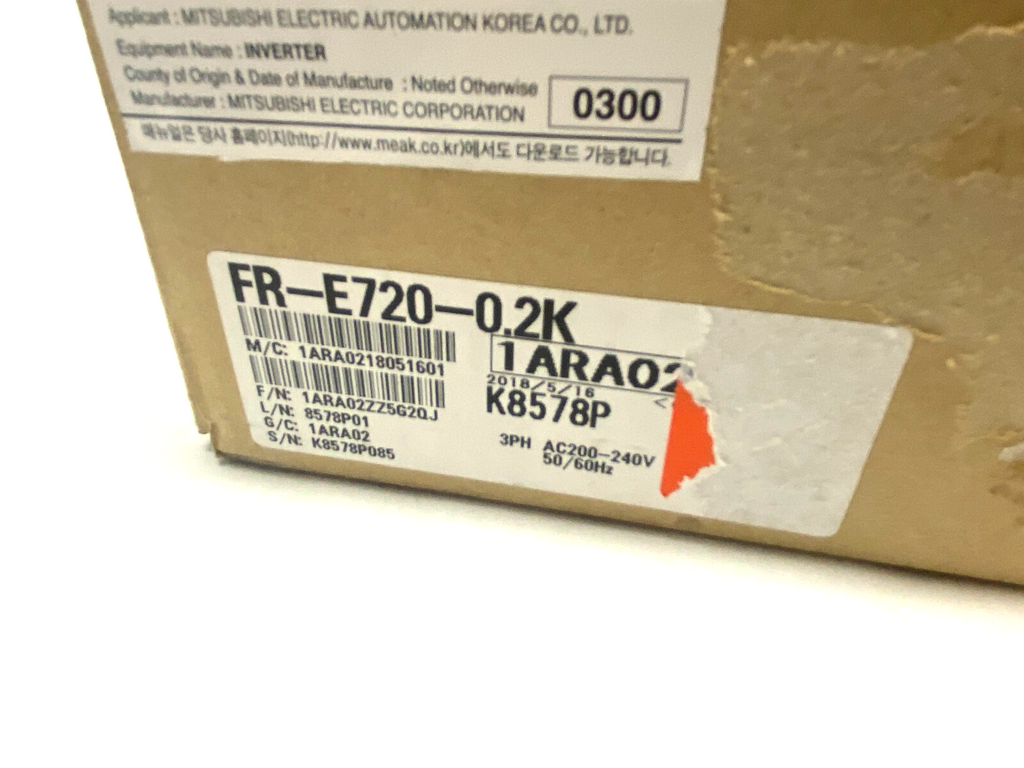 Applicant : MITSUBISHI ELECTRIC AUTOMATION KOREA CO., LTD.
Equipment Name : INVERTER
County of Origin & Date of Manufacture : Noted Otherwise
Manufacturer : MITSUBISHI ELECTRIC CORPORATION
0300
매뉴얼은 당사 홈페이지(http://www.meak.co.kr)에서도 다운로드 가능합니다.
FR-E720-0.2K
M/C: 1ARA0218051601
1ARA02
2018/5/16
K8578P
<
F/N: 1ARA02ZZ5G2QJ
L/N: 8578P01
G/C: 1ARA02
S/N: K8578P085
3PH AC200-240V
50/60Hz